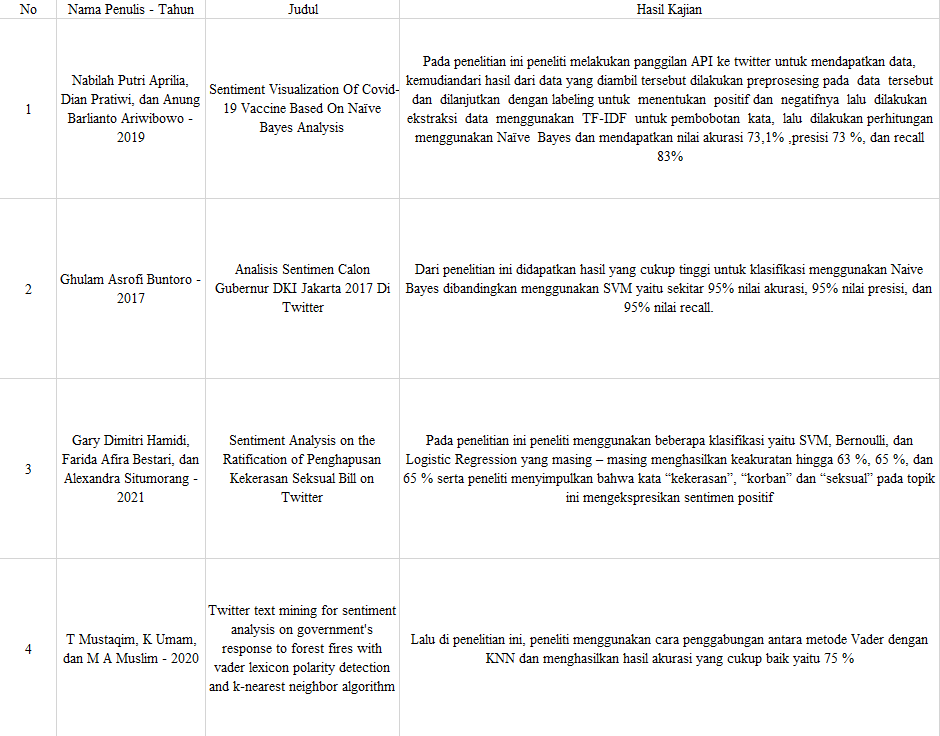 No
Nama Penulis - Tahun
Judul
Hasil Kajian
1
Nabilah Putri Aprilia,
Dian Pratiwi, dan Anung
Barlianto Ariwibowo -
2019
Sentiment Visualization Of Covid-
19 Vaccine Based On Naïve
Bayes Analysis
Pada penelitian ini peneliti melakukan panggilan API ke twitter untuk mendapatkan data,
kemudiandari hasil dari data yang diambil tersebut dilakukan preprosesing pada data tersebut
dan dilanjutkan dengan labeling untuk menentukan positif dan negatifnya lalu dilakukan
ekstraksi data menggunakan TF-IDF untuk pembobotan kata, lalu dilakukan perhitungan
menggunakan Naïve Bayes dan mendapatkan nilai akurasi 73,1% ,presisi 73 %, dan recall
83%
2
Ghulam Asrofi Buntoro -
2017
Analisis Sentimen Calon
Gubernur DKI Jakarta 2017 Di
Twitter
Dari penelitian ini didapatkan hasil yang cukup tinggi untuk klasifikasi menggunakan Naive
Bayes dibandingkan menggunakan SVM yaitu sekitar 95% nilai akurasi, 95% nilai presisi, dan
95% nilai recall.
3
Gary Dimitri Hamidi,
Farida Afira Bestari, dan
Alexandra Situmorang -
2021
Sentiment Analysis on the
Ratification of Penghapusan
Kekerasan Seksual Bill on
Twitter
Pada penelitian ini peneliti menggunakan beberapa klasifikasi yaitu SVM, Bernoulli, dan
Logistic Regression yang masing – masing menghasilkan keakuratan hingga 63 %, 65 %, dan
65 % serta peneliti menyimpulkan bahwa kata “kekerasan”, “korban” dan “seksual” pada topik
ini mengekspresikan sentimen positif
4
T Mustaqim, K Umam,
dan M A Muslim - 2020
Twitter text mining for sentiment
analysis on government's
response to forest fires with
vader lexicon polarity detection
and k-nearest neighbor algorithm
Lalu di penelitian ini, peneliti menggunakan cara penggabungan antara metode Vader dengan
KNN dan menghasilkan hasil akurasi yang cukup baik yaitu 75 %